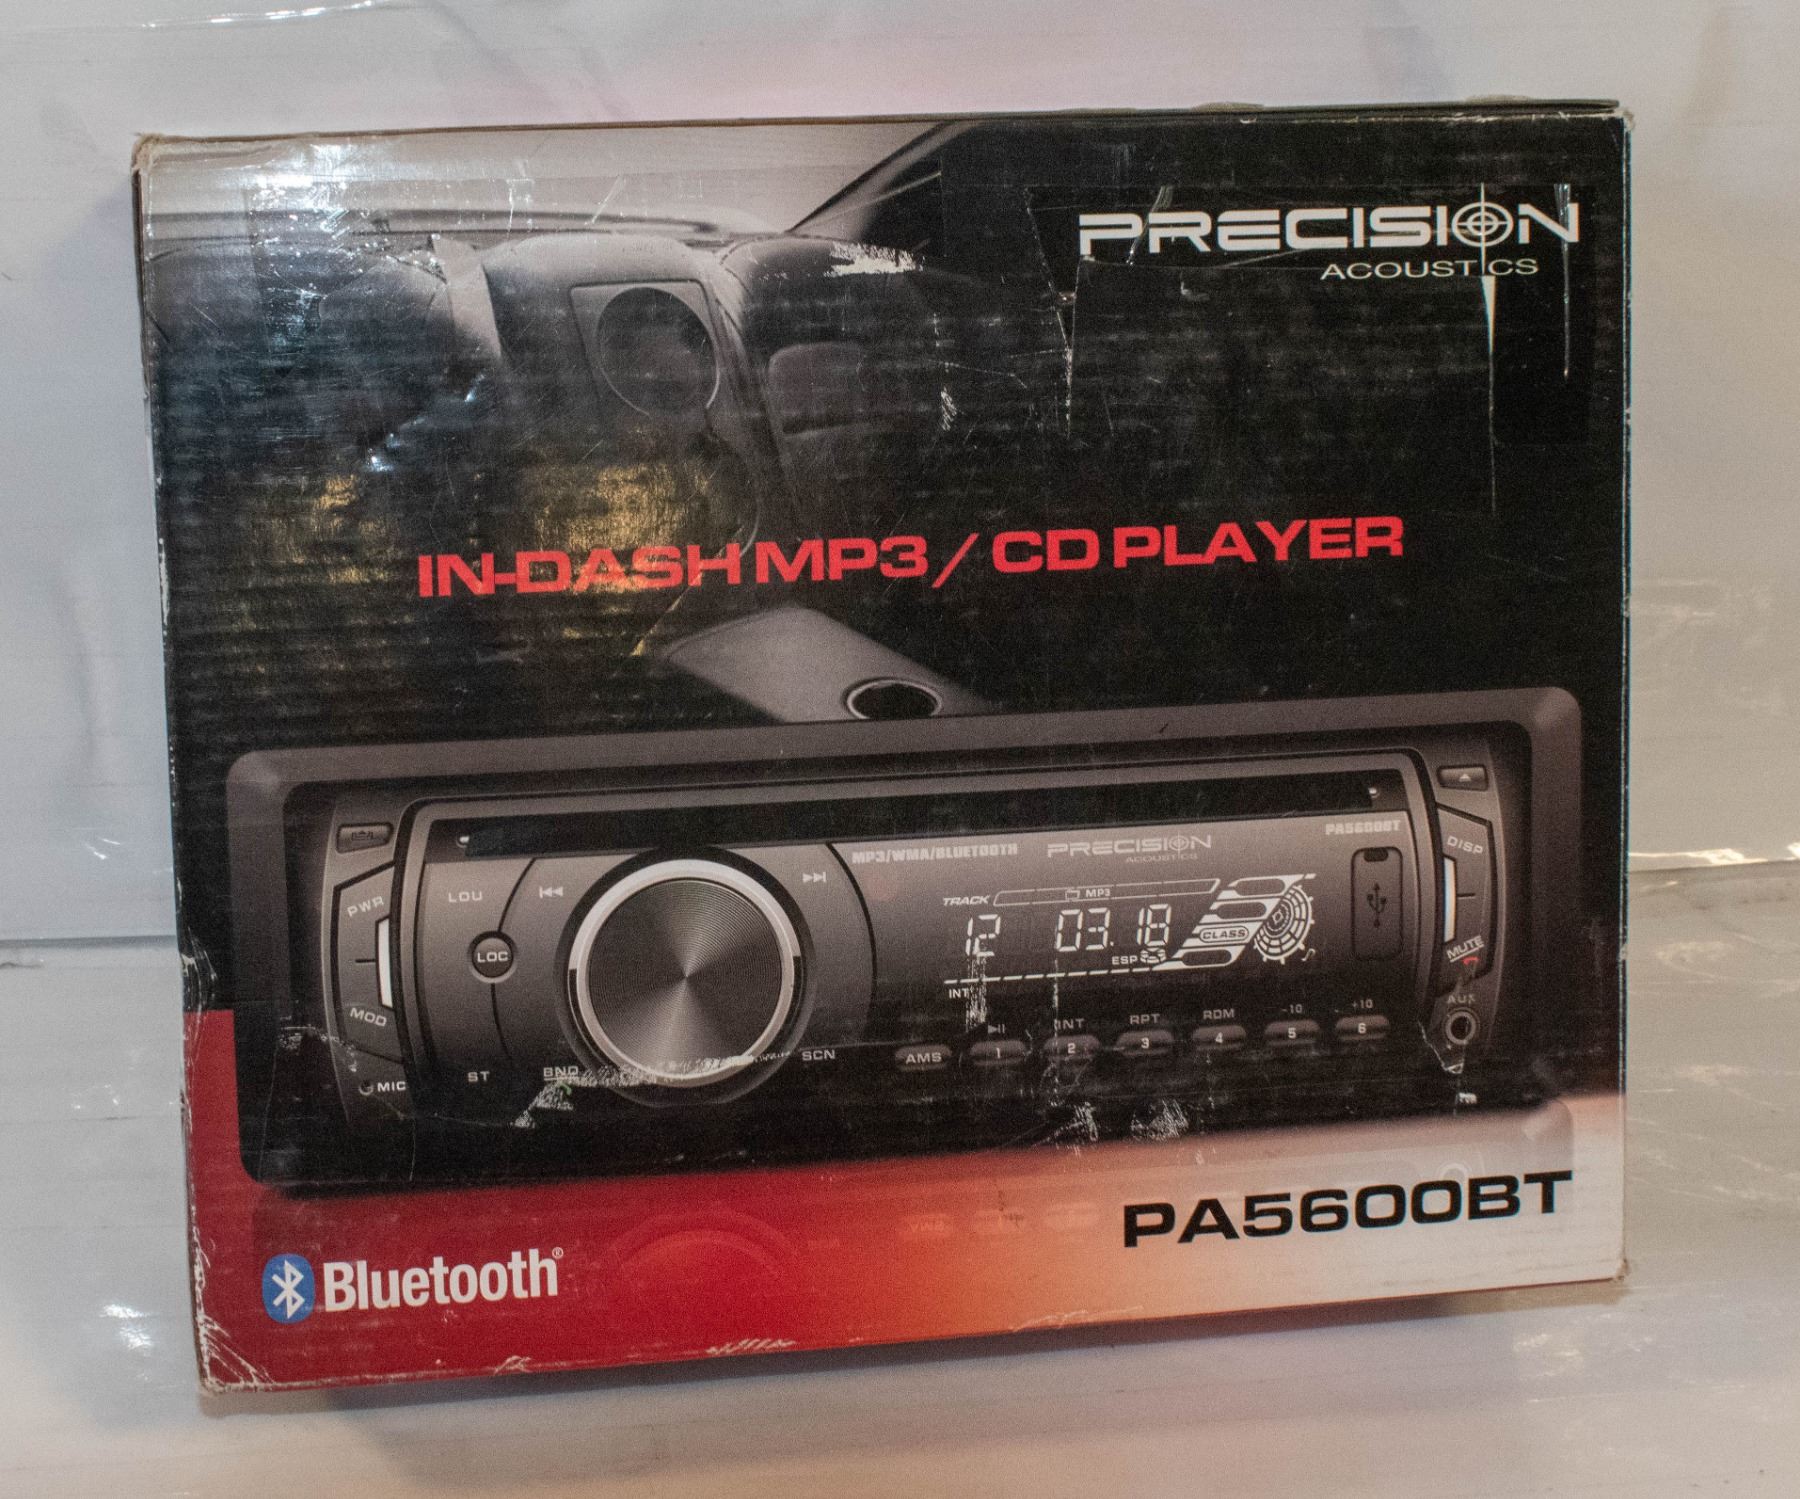 PRECISION
ACOUSTICS
IN-DASH MP3 / CD PLAYER
PA5600BT
MP3/WMA/BLUETOOTH
PRECISION
ACOUSTICS
DISP
PWR
LOU
TRACK
MP3
12 03.18
CLASS
ESP
MUTE
LOC
INT
AUX
MOD
INT RPT RDM -10 +10
AMS 1 2 3 4 5 6
SCN
MIC
ST
BND
PA5600BT
Bluetooth®